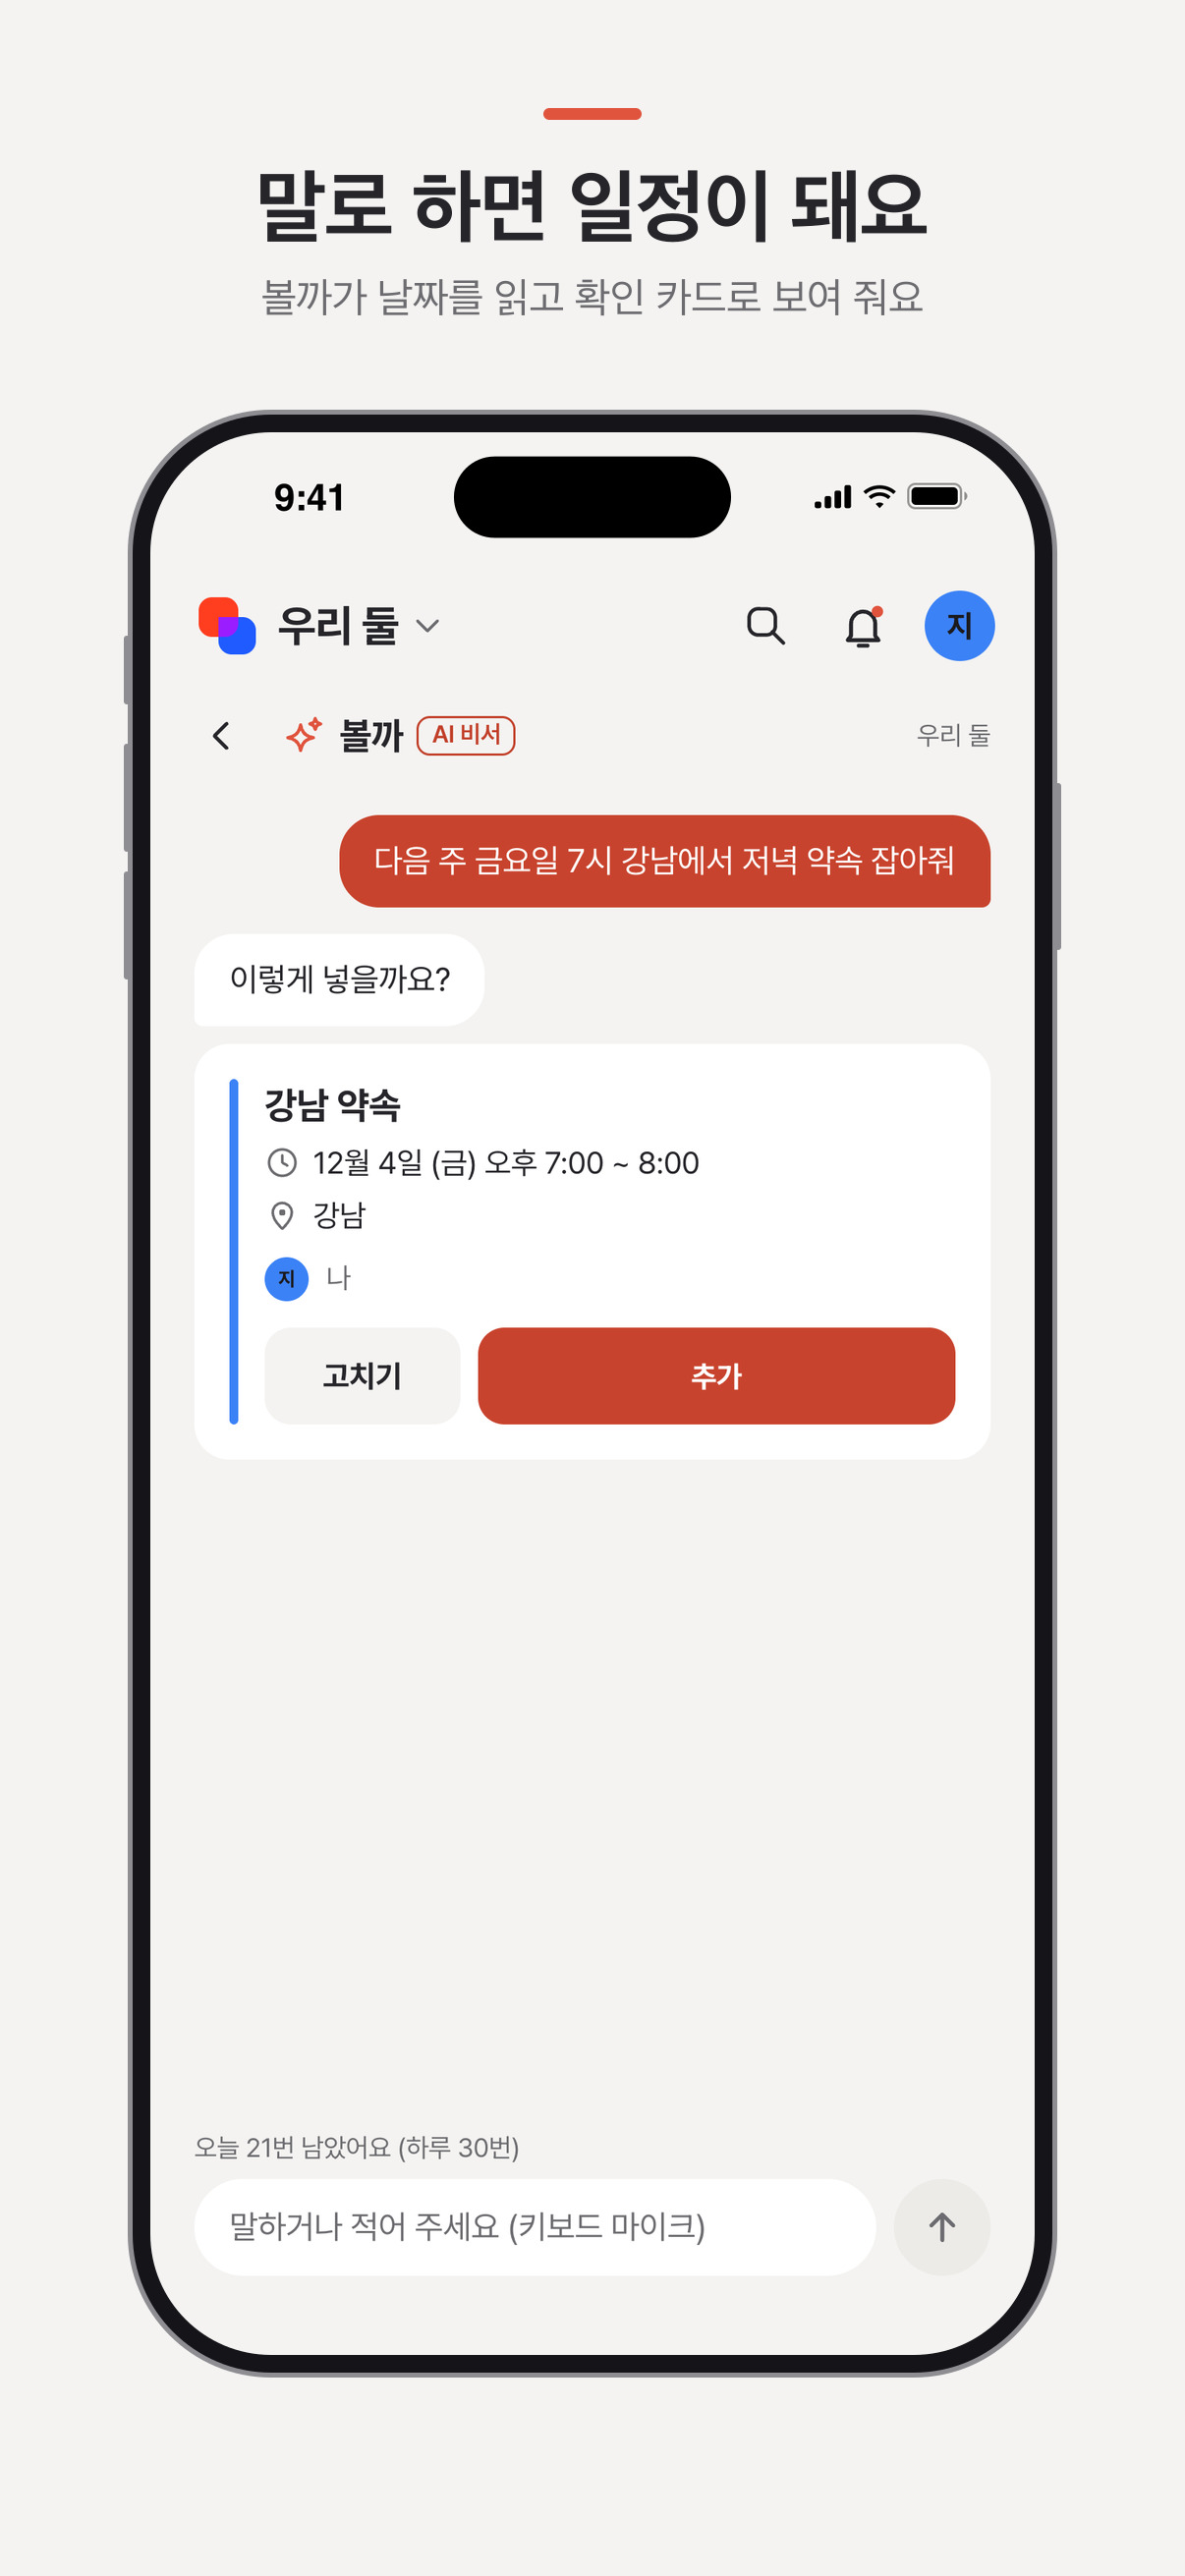 말로 하면 일정이 돼요
볼까가 날짜를 읽고 확인 카드로 보여 줘요
9:41
우리 둘
지
볼까 AI 비서
우리 둘
다음 주 금요일 7시 강남에서 저녁 약속 잡아줘
이렇게 넣을까요?
강남 약속
12월 4일 (금) 오후 7:00 ~ 8:00
강남
지 나
고치기
추가
오늘 21번 남았어요 (하루 30번)
말하거나 적어 주세요 (키보드 마이크)